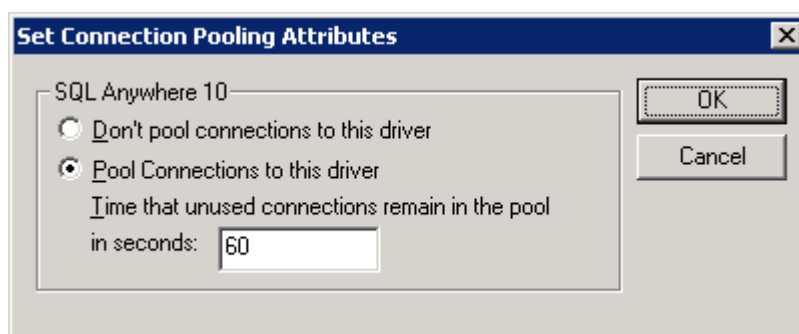 Set Connection Pooling Attributes
SQL Anywhere 10
Don't pool connections to this driver
Pool Connections to this driver
Time that unused connections remain in the pool
in seconds: 60
OK
Cancel